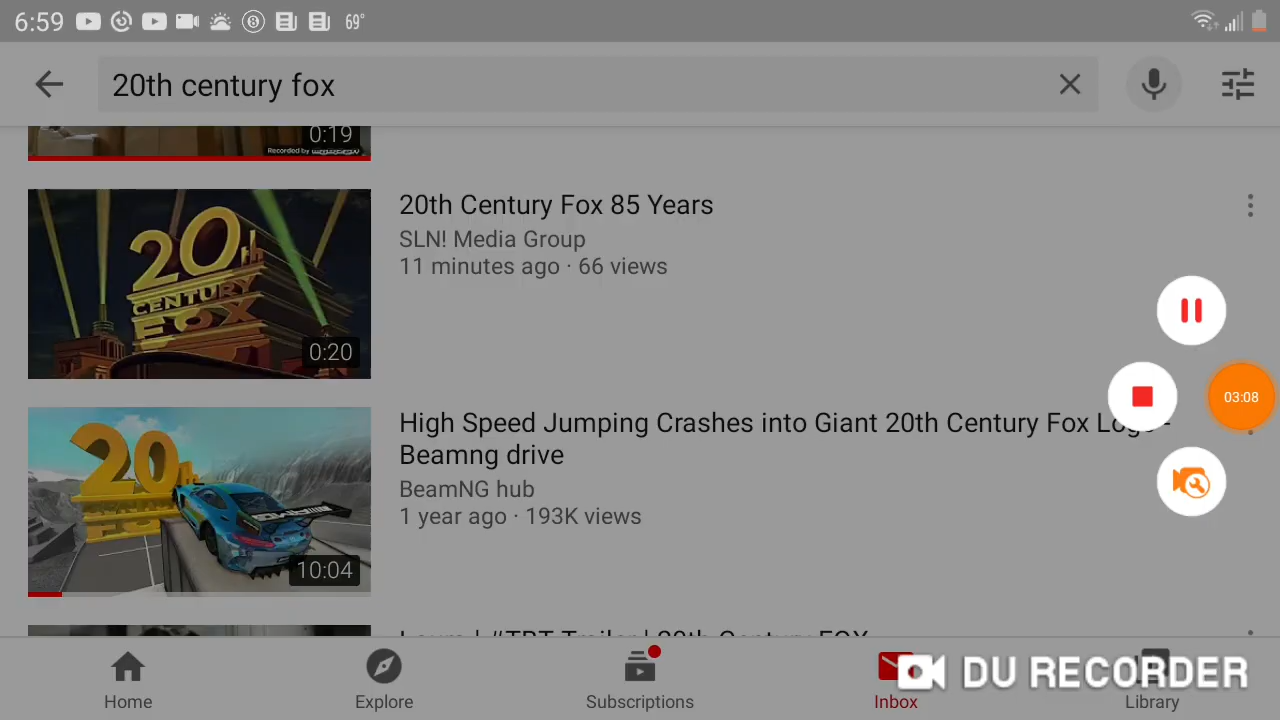 6:59 69°
20th century fox
0:19
20th Century Fox 85 Years
SLN! Media Group
11 minutes ago · 66 views
20th
CENTURY
FOX
0:20
03:08
High Speed Jumping Crashes into Giant 20th Century Fox Logo -
Beamng drive
BeamNG hub
1 year ago · 193K views
20
10:04
Home
Explore
Subscriptions
Inbox
Library
DU RECORDER